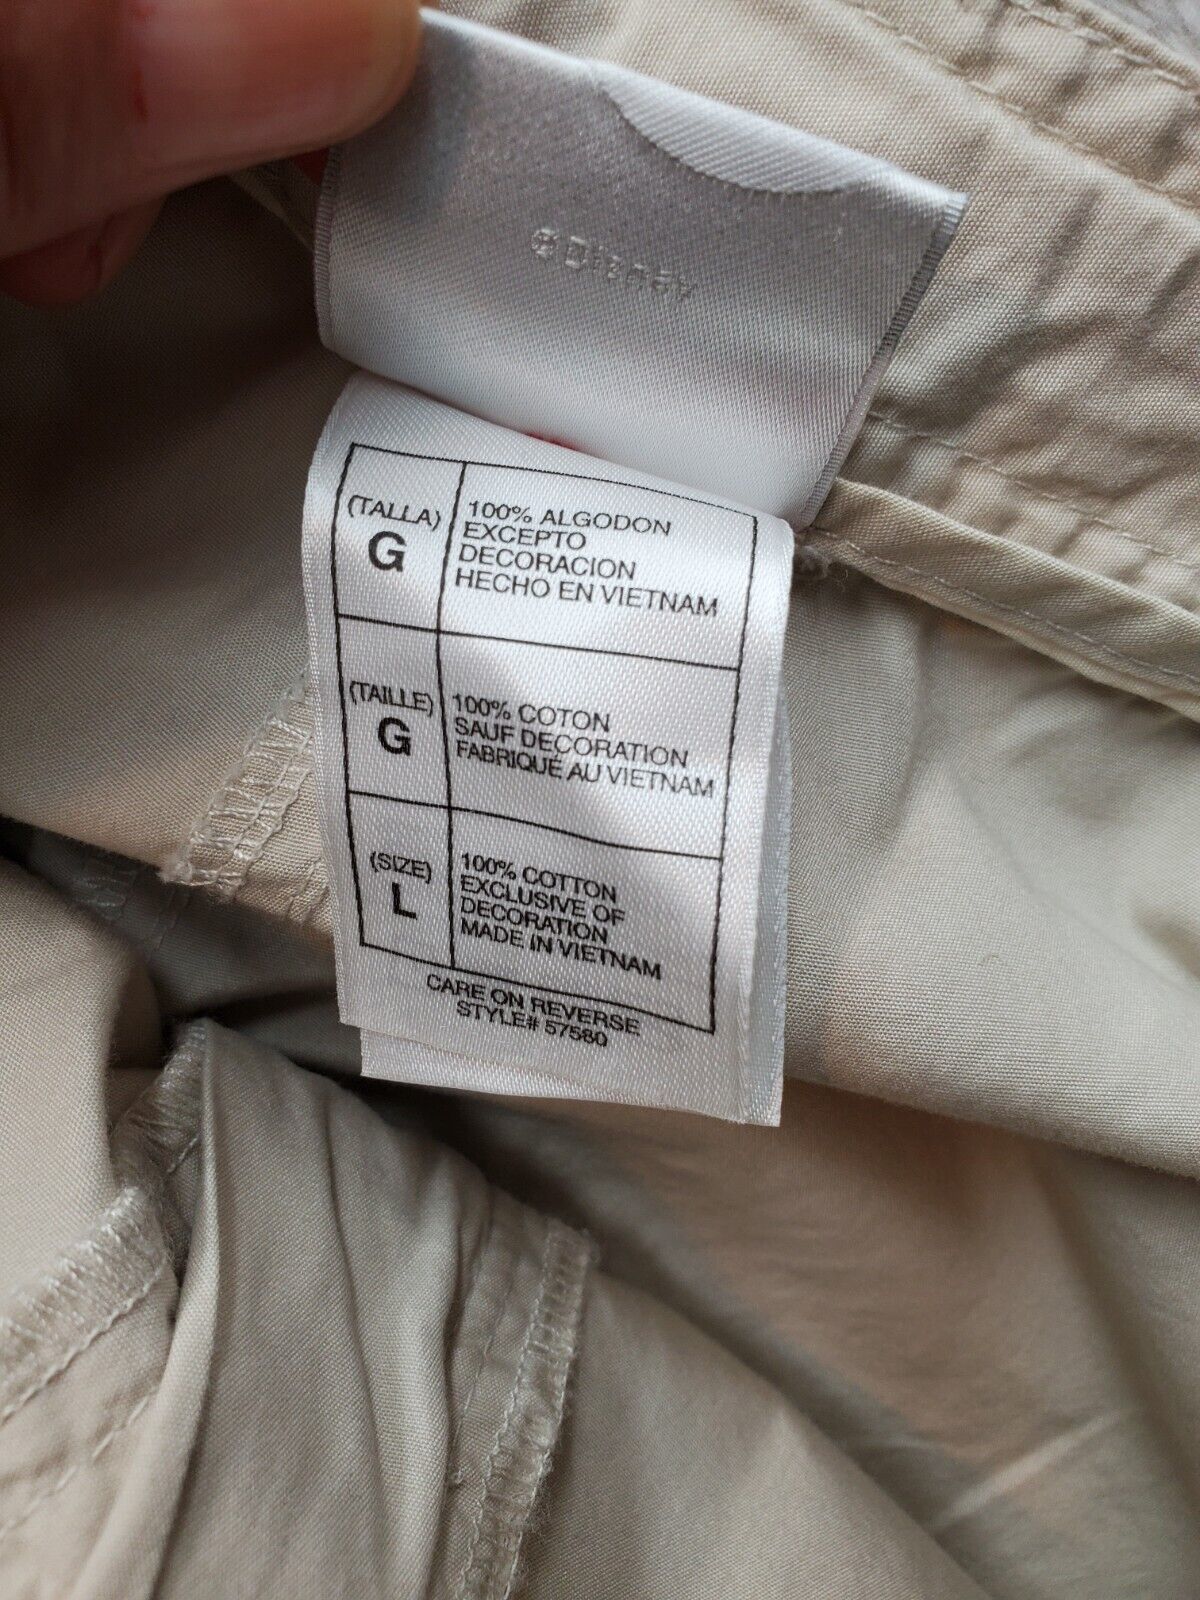 ©Disney
(TALLA)
G
100% ALGODON
EXCEPTO
DECORACION
HECHO EN VIETNAM
(TAILLE)
G
100% COTON
SAUF DECORATION
FABRIQUÉ AU VIETNAM
(SIZE)
L
100% COTTON
EXCLUSIVE OF
DECORATION
MADE IN VIETNAM
CARE ON REVERSE
STYLE# 57580